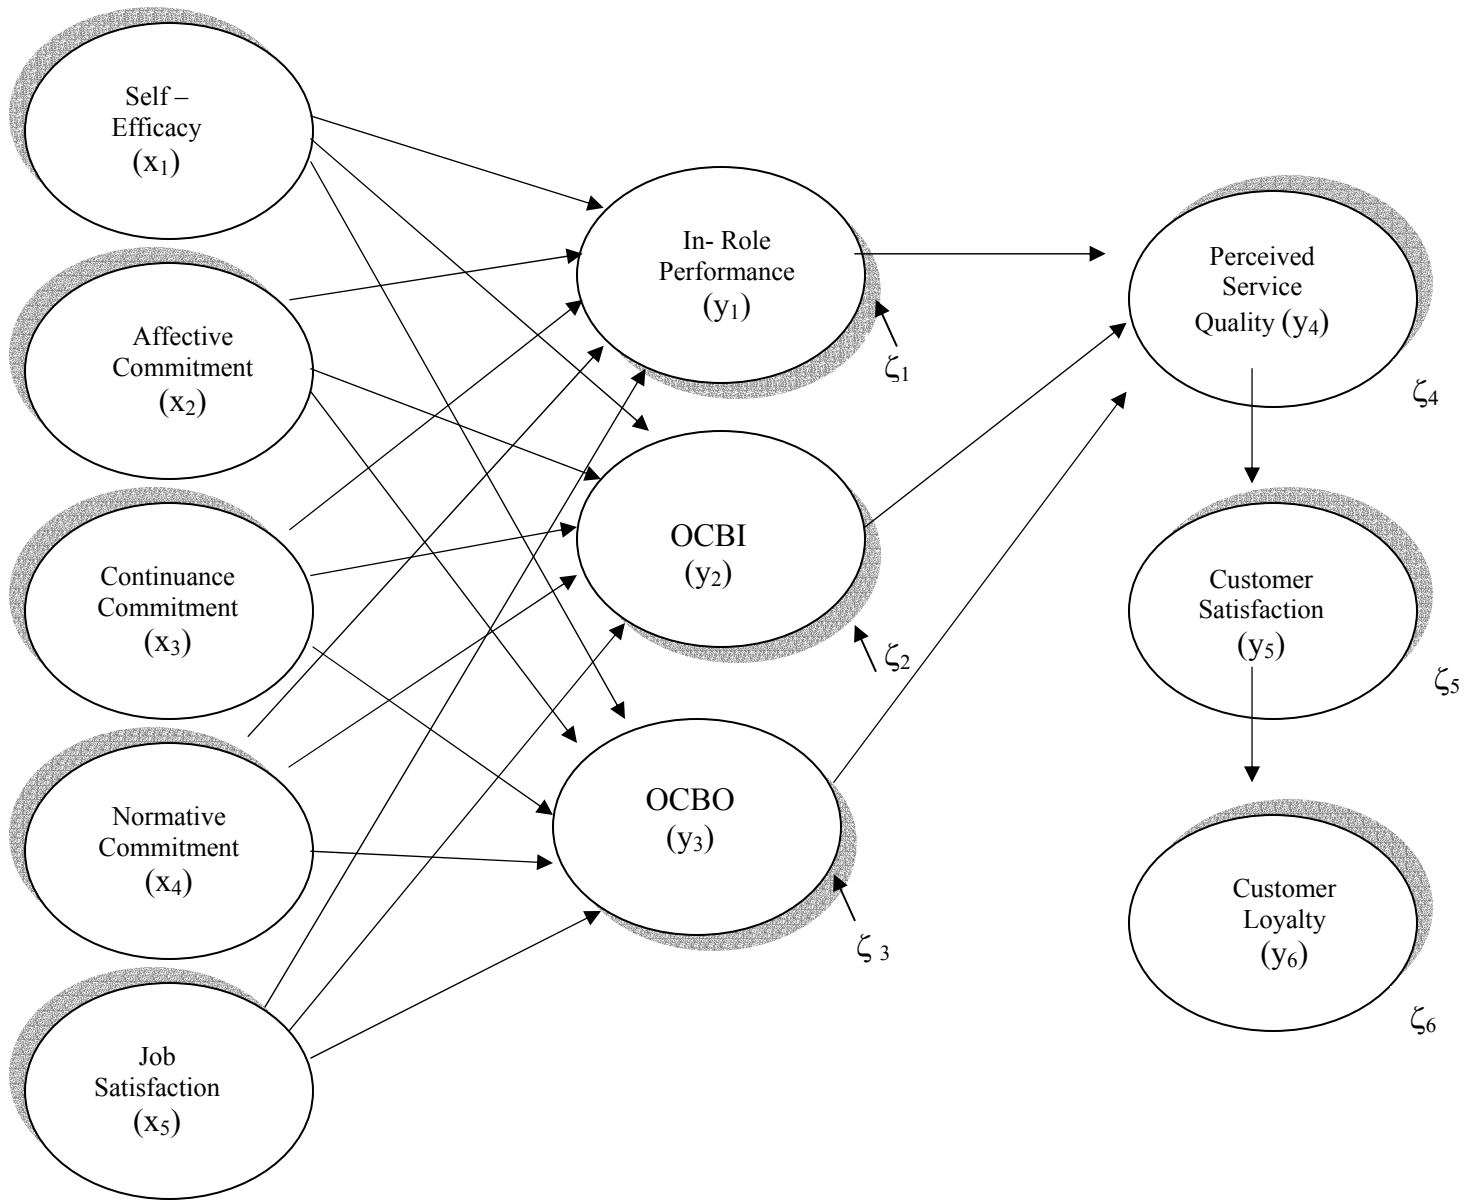 Self –
Efficacy
(x₁)
Affective
Commitment
(x₂)
Continuance
Commitment
(x₃)
Normative
Commitment
(x₄)
Job
Satisfaction
(x₅)
In- Role
Performance
(y₁)
ζ₁
OCBI
(y₂)
ζ₂
OCBO
(y₃)
ζ ₃
Perceived
Service
Quality (y₄)
ζ₄
Customer
Satisfaction
(y₅)
ζ₅
Customer
Loyalty
(y₆)
ζ₆